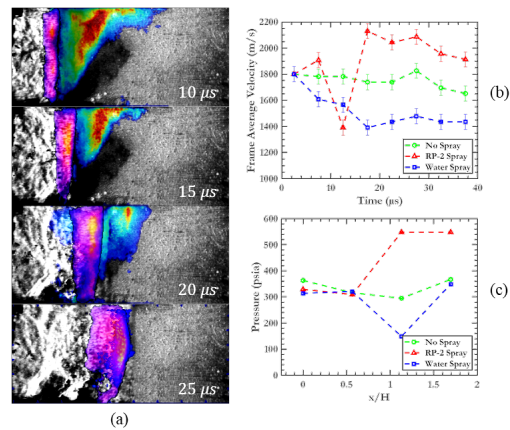 10 μs
15 μs
20 μs
25 μs
(a)
2200
2000
1800
1600
1400
1200
1000
0
5
10
15
20
25
30
35
40
Frame Average Velocity (m/s)
Time (μs)
No Spray
RP-2 Spray
Water Spray
(b)
600
500
400
300
200
100
0
0
0.5
1
1.5
2
Pressure (psia)
x/H
No Spray
RP-2 Spray
Water Spray
(c)